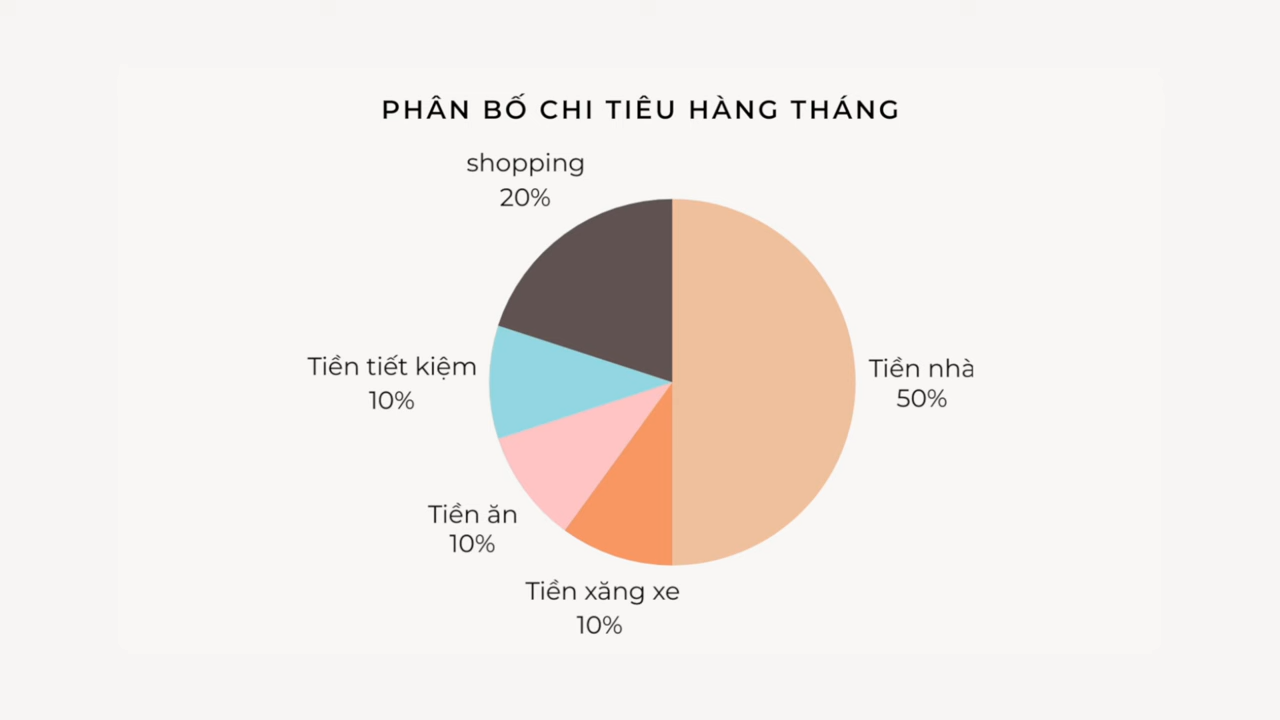 PHÂN BỐ CHI TIÊU HÀNG THÁNG
shopping
20%
Tiền tiết kiệm
10%
Tiền nhà
50%
Tiền ăn
10%
Tiền xăng xe
10%